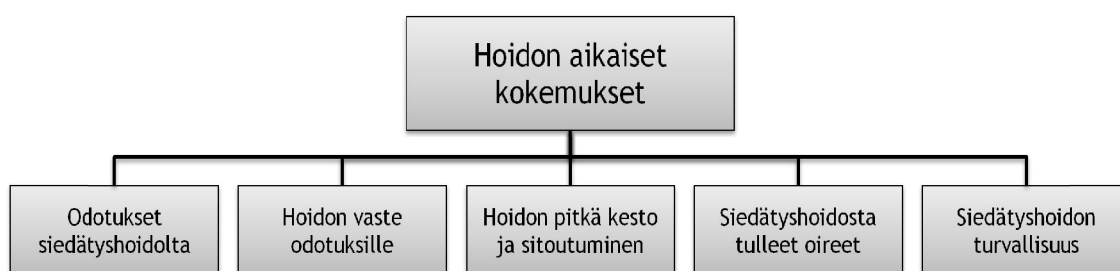 Hoidon aikaiset
kokemukset
Odotukset
siedätyshoidolta
Hoidon vaste
odotuksille
Hoidon pitkä kesto
ja sitoutuminen
Siedätyshoidosta
tulleet oireet
Siedätyshoidon
turvallisuus